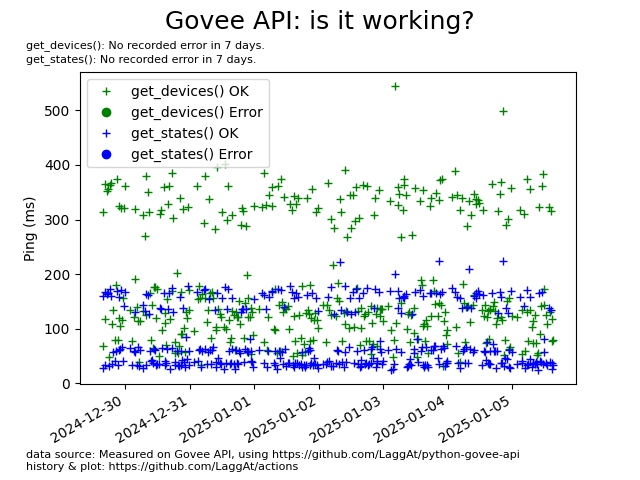 Govee API: is it working?
get_devices(): No recorded error in 7 days.
get_states(): No recorded error in 7 days.
get_devices() OK
get_devices() Error
get_states() OK
get_states() Error
Ping (ms)
500
400
300
200
100
0
2024-12-30
2024-12-31
2025-01-01
2025-01-02
2025-01-03
2025-01-04
2025-01-05
data source: Measured on Govee API, using https://github.com/LaggAt/python-govee-api
history & plot: https://github.com/LaggAt/actions